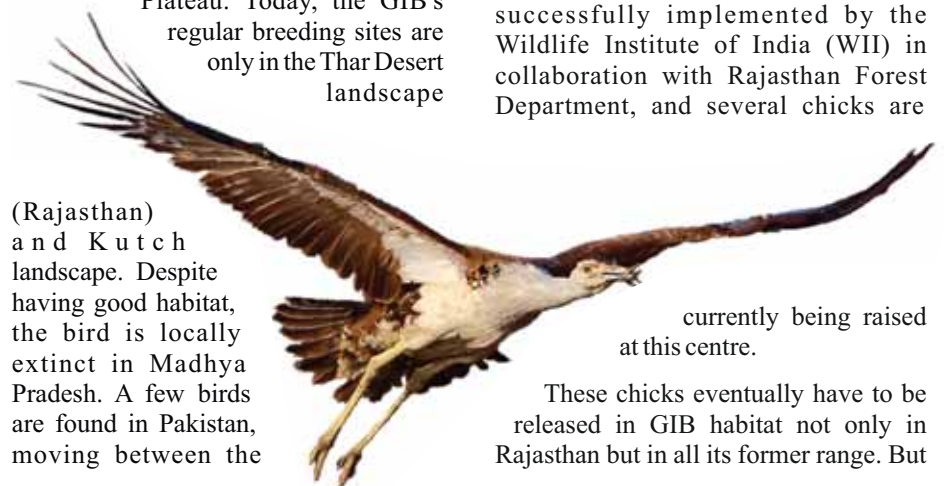 Plateau. Today, the GIB's
regular breeding sites are
only in the Thar Desert
landscape
(Rajasthan)
and Kutch
landscape. Despite
having good habitat,
the bird is locally
extinct in Madhya
Pradesh. A few birds
are found in Pakistan,
moving between the
successfully implemented by the
Wildlife Institute of India (WII) in
collaboration with Rajasthan Forest
Department, and several chicks are
currently being raised
at this centre.
These chicks eventually have to be
released in GIB habitat not only in
Rajasthan but in all its former range. But